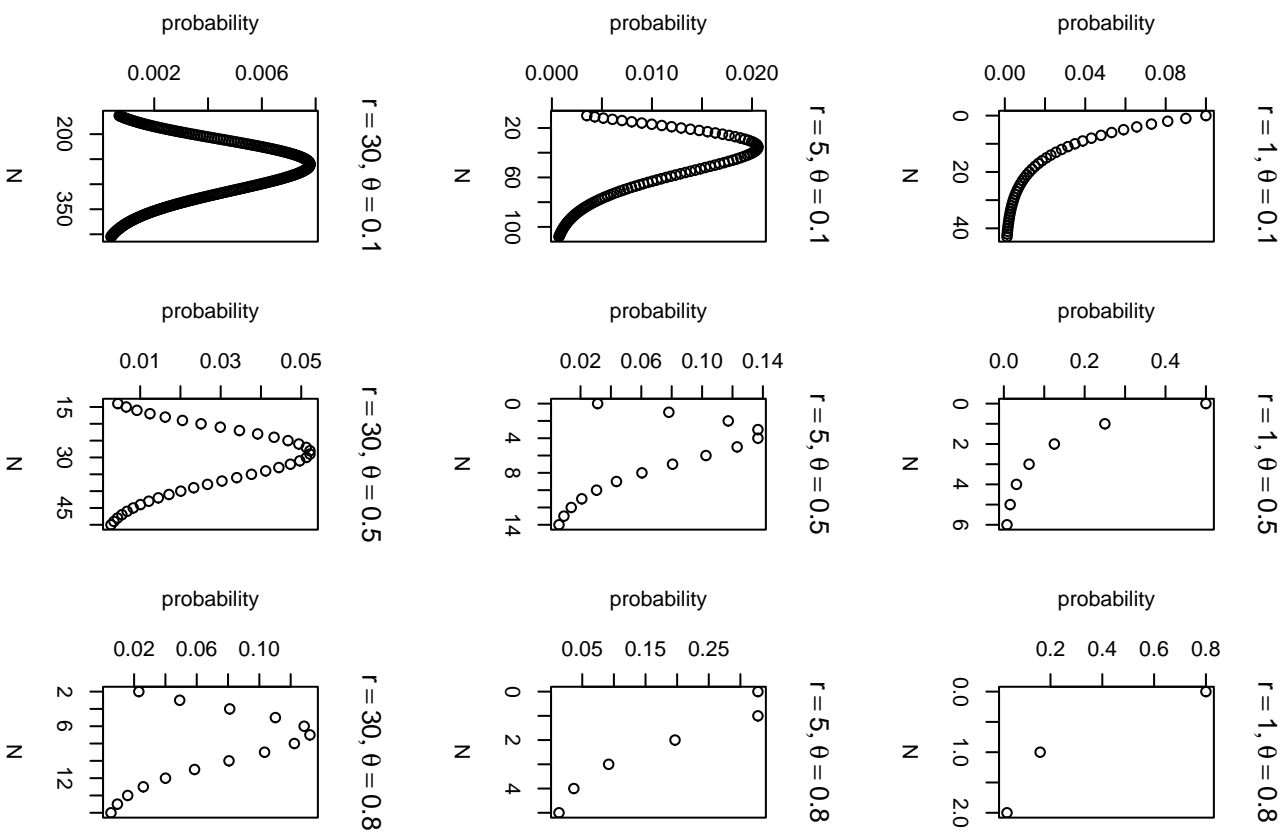 r = 1, θ = 0.1
probability
0.00 0.04 0.08
0 20 40
N
r = 1, θ = 0.5
probability
0.0 0.2 0.4
0 2 4 6
N
r = 1, θ = 0.8
probability
0.2 0.4 0.6 0.8
0.0 1.0 2.0
N
r = 5, θ = 0.1
probability
0.000 0.010 0.020
20 60 100
N
r = 5, θ = 0.5
probability
0.02 0.06 0.10 0.14
0 4 8 14
N
r = 5, θ = 0.8
probability
0.05 0.15 0.25
0 2 4
N
r = 30, θ = 0.1
probability
0.002 0.006
200 350
N
r = 30, θ = 0.5
probability
0.01 0.03 0.05
15 30 45
N
r = 30, θ = 0.8
probability
0.02 0.06 0.10
2 6 12
N